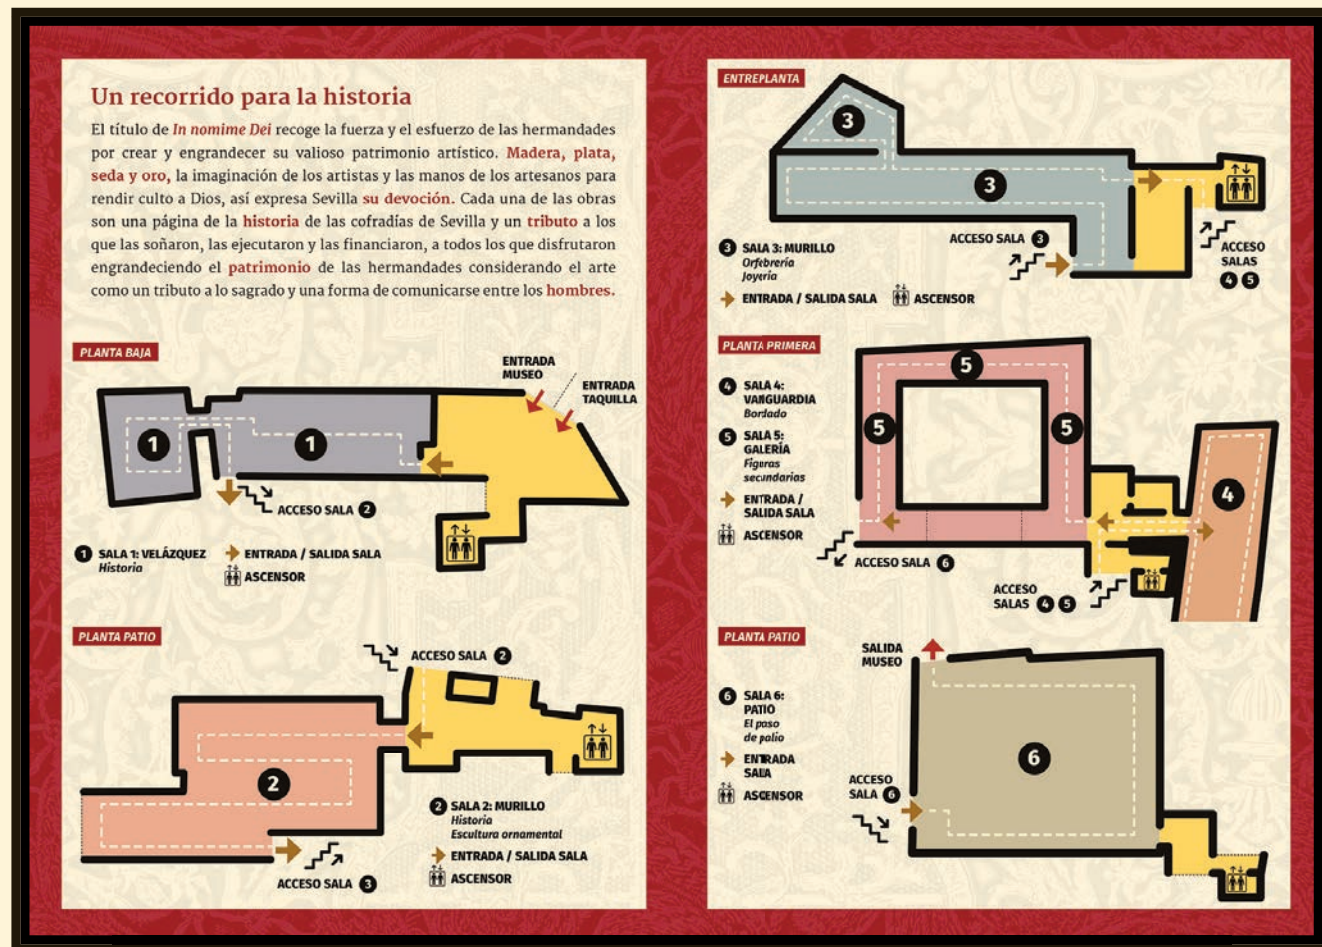 Un recorrido para la historia
El título de In nomime Dei recoge la fuerza y el esfuerzo de las hermandades
por crear y engrandecer su valioso patrimonio artístico. Madera, plata,
seda y oro, la imaginación de los artistas y las manos de los artesanos para
rendir culto a Dios, así expresa Sevilla su devoción. Cada una de las obras
son una página de la historia de las cofradías de Sevilla y un tributo a los
que las soñaron, las ejecutaron y las financiaron, a todos los que disfrutaron
engrandeciendo el patrimonio de las hermandades considerando el arte
como un tributo a lo sagrado y una forma de comunicarse entre los hombres.
PLANTA BAJA
ENTRADA
MUSEO
ENTRADA
TAQUILLA
1
1
ACCESO SALA 2
1 SALA 1: VELÁZQUEZ
Historia
ENTRADA / SALIDA SALA
ASCENSOR
PLANTA PATIO
ACCESO SALA 2
2
2 SALA 2: MURILLO
Historia
Escultura ornamental
ENTRADA / SALIDA SALA
ASCENSOR
ACCESO SALA 3
ENTREPLANTA
3
3
ACCESO SALA 3
ACCESO
SALAS
4 5
3 SALA 3: MURILLO
Orfebrería
Joyería
ENTRADA / SALIDA SALA
ASCENSOR
PLANTA PRIMERA
4 SALA 4:
VANGUARDIA
Bordado
5 SALA 5:
GALERÍA
Figuras
secundarias
ENTRADA /
SALIDA SALA
ASCENSOR
5
5
5
4
ACCESO SALA 6
ACCESO
SALAS 4 5
PLANTA PATIO
SALIDA
MUSEO
6 SALA 6:
PATIO
El paso
de palio
ENTRADA
SALA
ASCENSOR
ACCESO
SALA 6
6